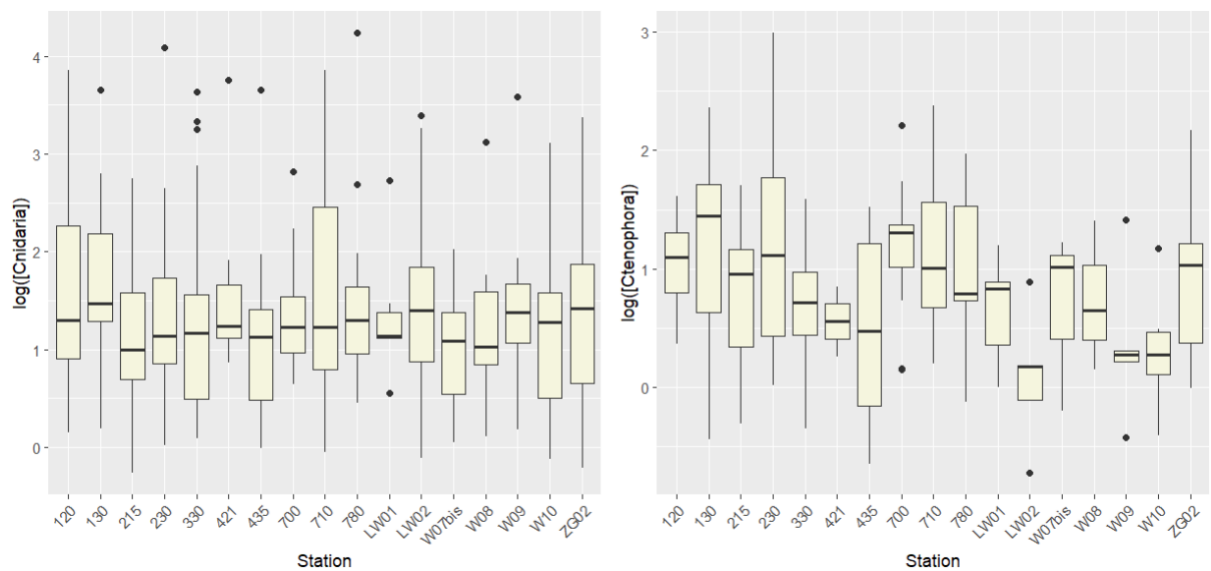 log([Cnidaria])
4
3
2
1
0
120
130
215
230
330
421
435
700
710
780
LW01
LW02
W07bis
W08
W09
W10
ZG02
Station
log([Ctenophora])
3
2
1
0
120
130
215
230
330
421
435
700
710
780
LW01
LW02
W07bis
W08
W09
W10
ZG02
Station